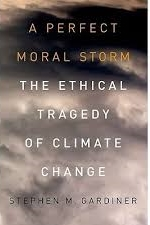 A PERFECT
MORAL STORM
THE ETHICAL
TRAGEDY
OF CLIMATE
CHANGE
STEPHEN M. GARDINER